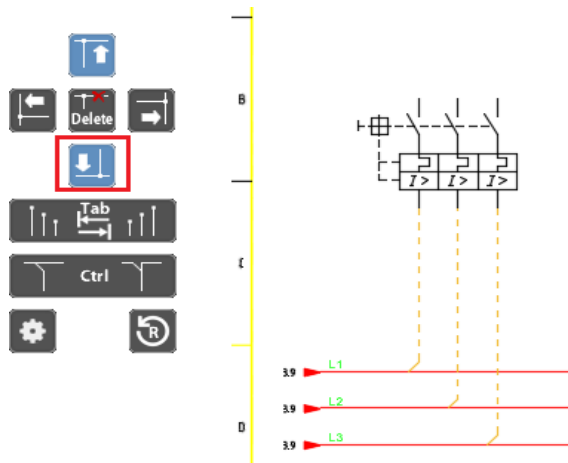 B
Delete
I> I> I>
Tab
C
Ctrl
R
3.9 L1
3.9 L2
D
3.9 L3